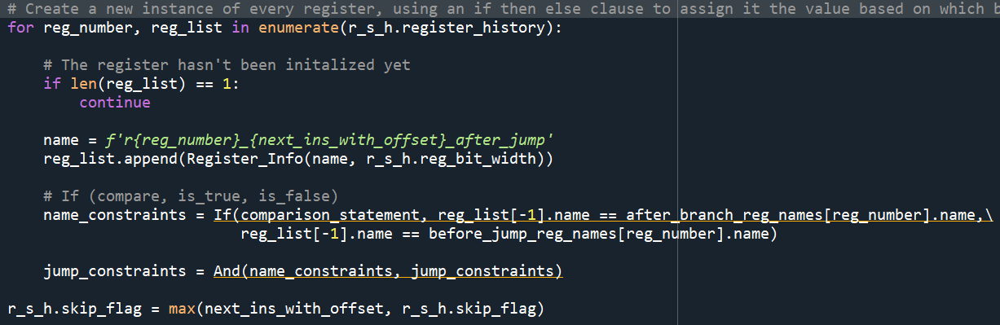 # Create a new instance of every register, using an if then else clause to assign it the value based on which
for reg_number, reg_list in enumerate(r_s_h.register_history):
# The register hasn't been initalized yet
if len(reg_list) == 1:
continue
name = f'r{reg_number}_{next_ins_with_offset}_after_jump'
reg_list.append(Register_Info(name, r_s_h.reg_bit_width))
# If (compare, is_true, is_false)
name_constraints = If(comparison_statement, reg_list[-1].name == after_branch_reg_names[reg_number].name,\
reg_list[-1].name == before_jump_reg_names[reg_number].name)
jump_constraints = And(name_constraints, jump_constraints)
r_s_h.skip_flag = max(next_ins_with_offset, r_s_h.skip_flag)